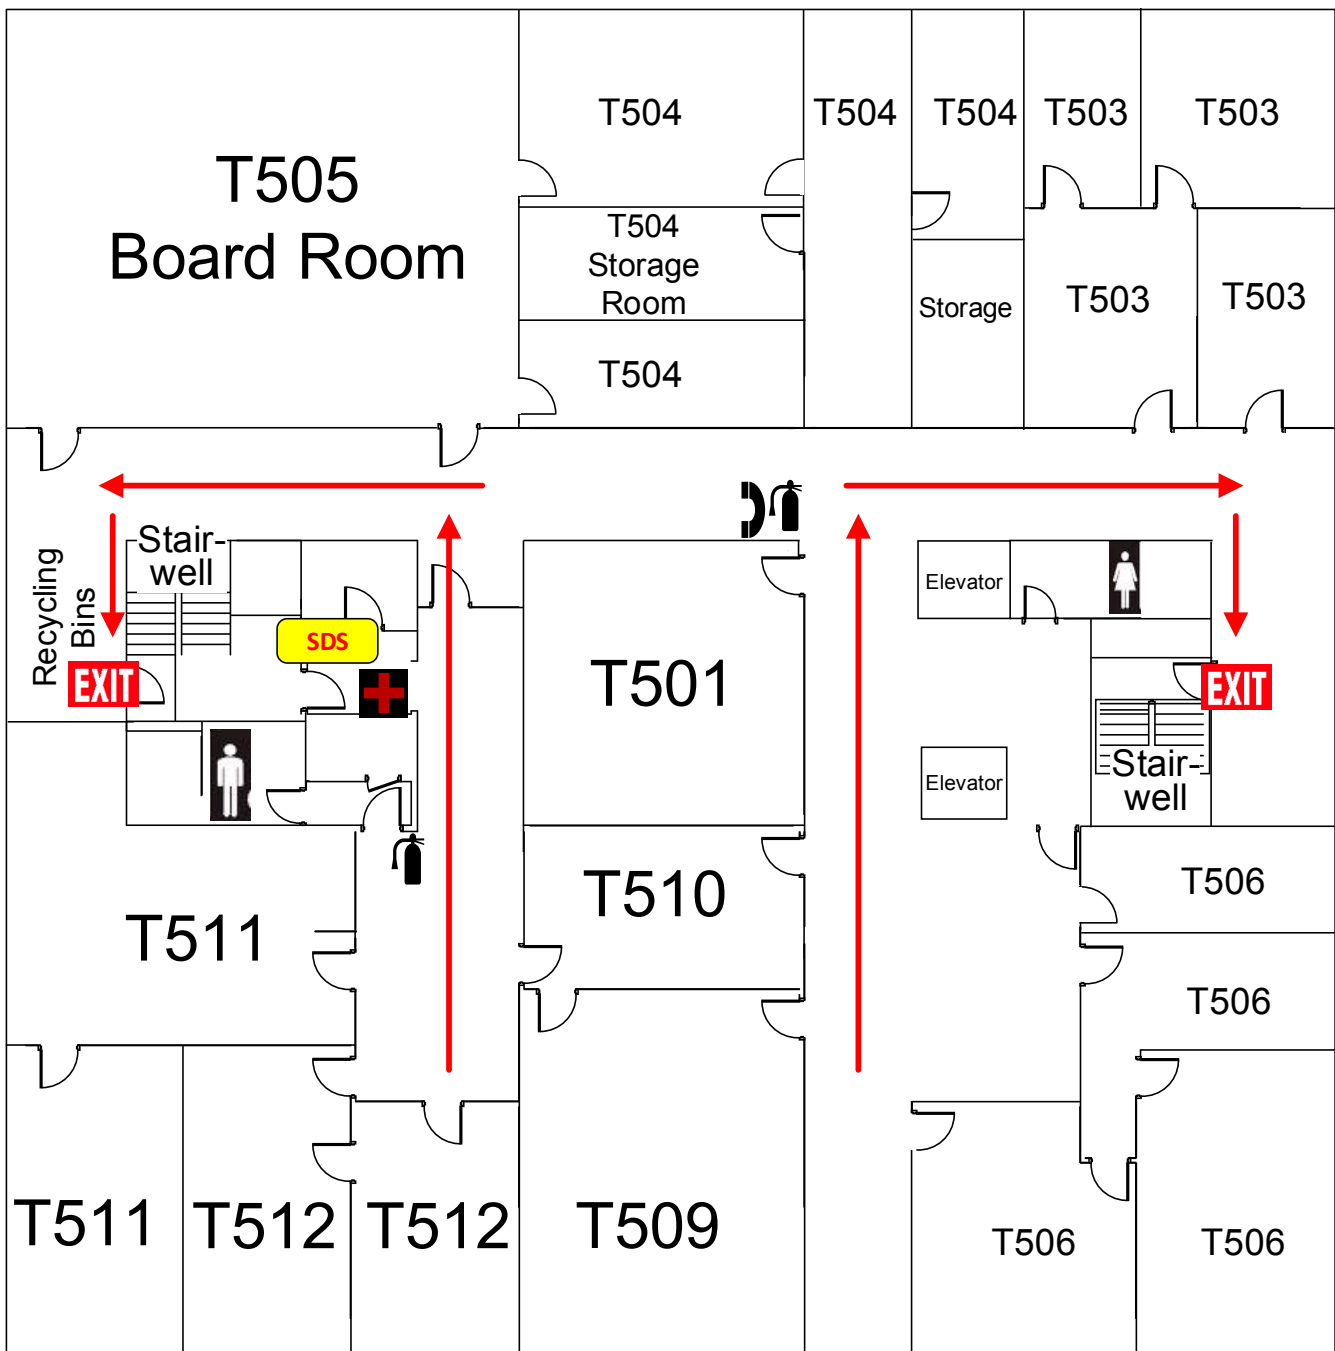 T504
T504
T504
T503
T503
T505
Board Room
T504
Storage
Room
T503
T503
Storage
T504
Stair-
well
Recycling
Bins
Elevator
SDS
EXIT
T501
EXIT
Elevator
Stair-
well
T510
T506
T511
T506
T511
T512
T512
T509
T506
T506